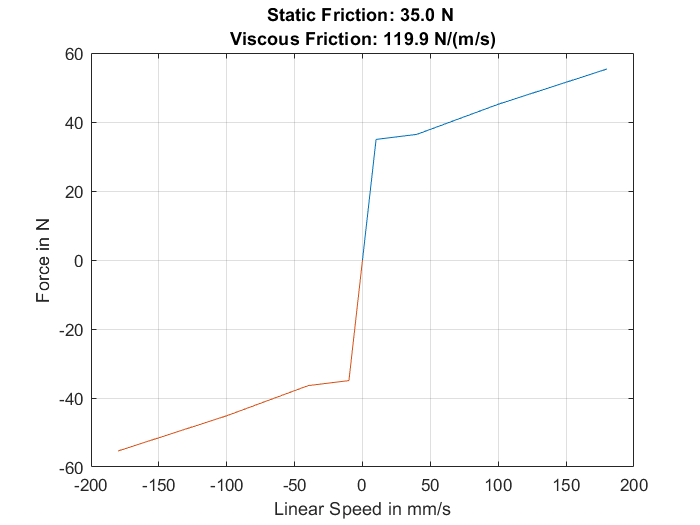 Static Friction: 35.0 N
Viscous Friction: 119.9 N/(m/s)
60
40
20
0
-20
-40
-60
Force in N
-200 -150 -100 -50 0 50 100 150 200
Linear Speed in mm/s